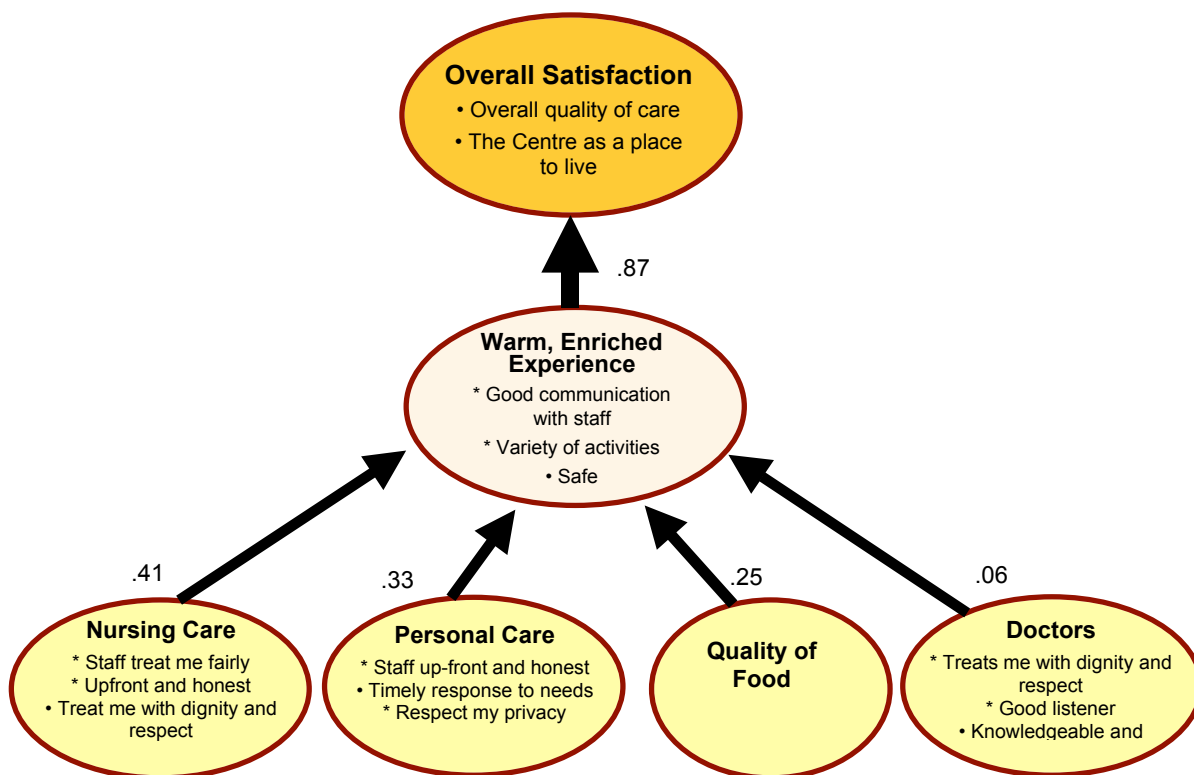 Overall Satisfaction
• Overall quality of care
• The Centre as a place
to live
.87
Warm, Enriched
Experience
* Good communication
with staff
* Variety of activities
• Safe
.41
.33
.25
.06
Nursing Care
* Staff treat me fairly
* Upfront and honest
• Treat me with dignity and
respect
Personal Care
* Staff up-front and honest
• Timely response to needs
* Respect my privacy
Quality of
Food
Doctors
* Treats me with dignity and
respect
* Good listener
• Knowledgeable and